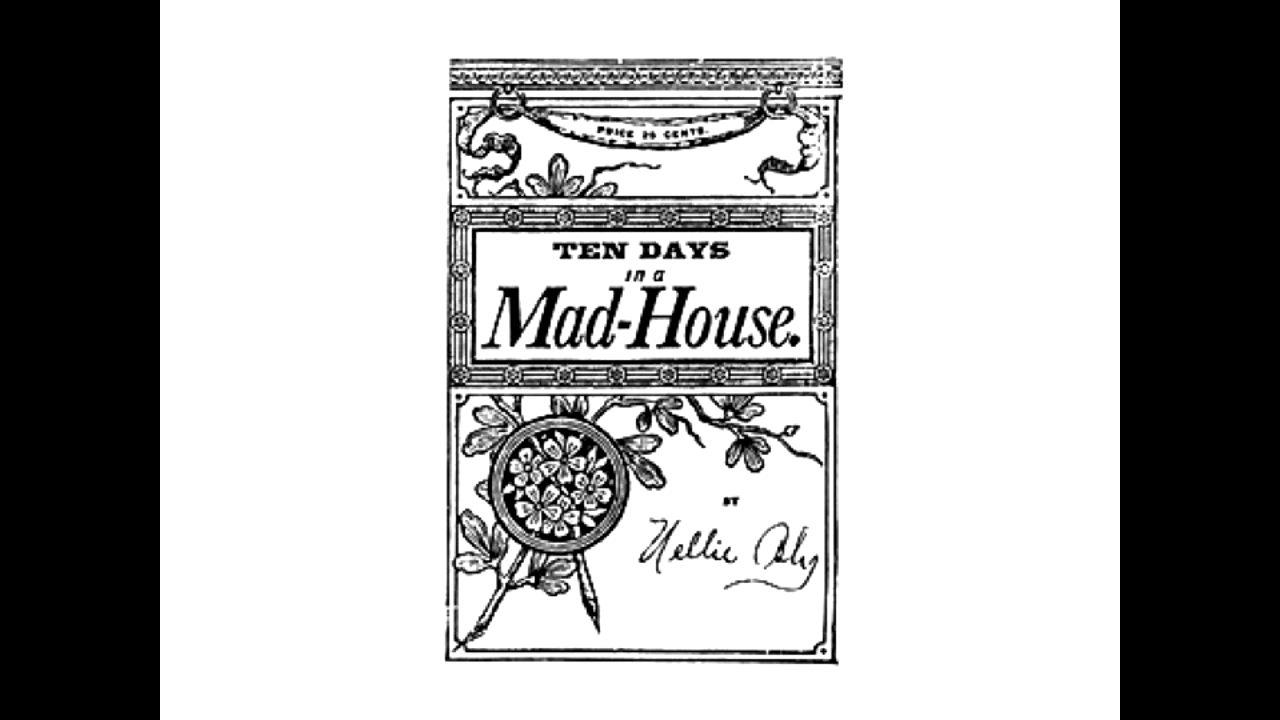 PRICE 25 CENTS.
TEN DAYS
in a
Mad-House.
BY
Nellie Bly